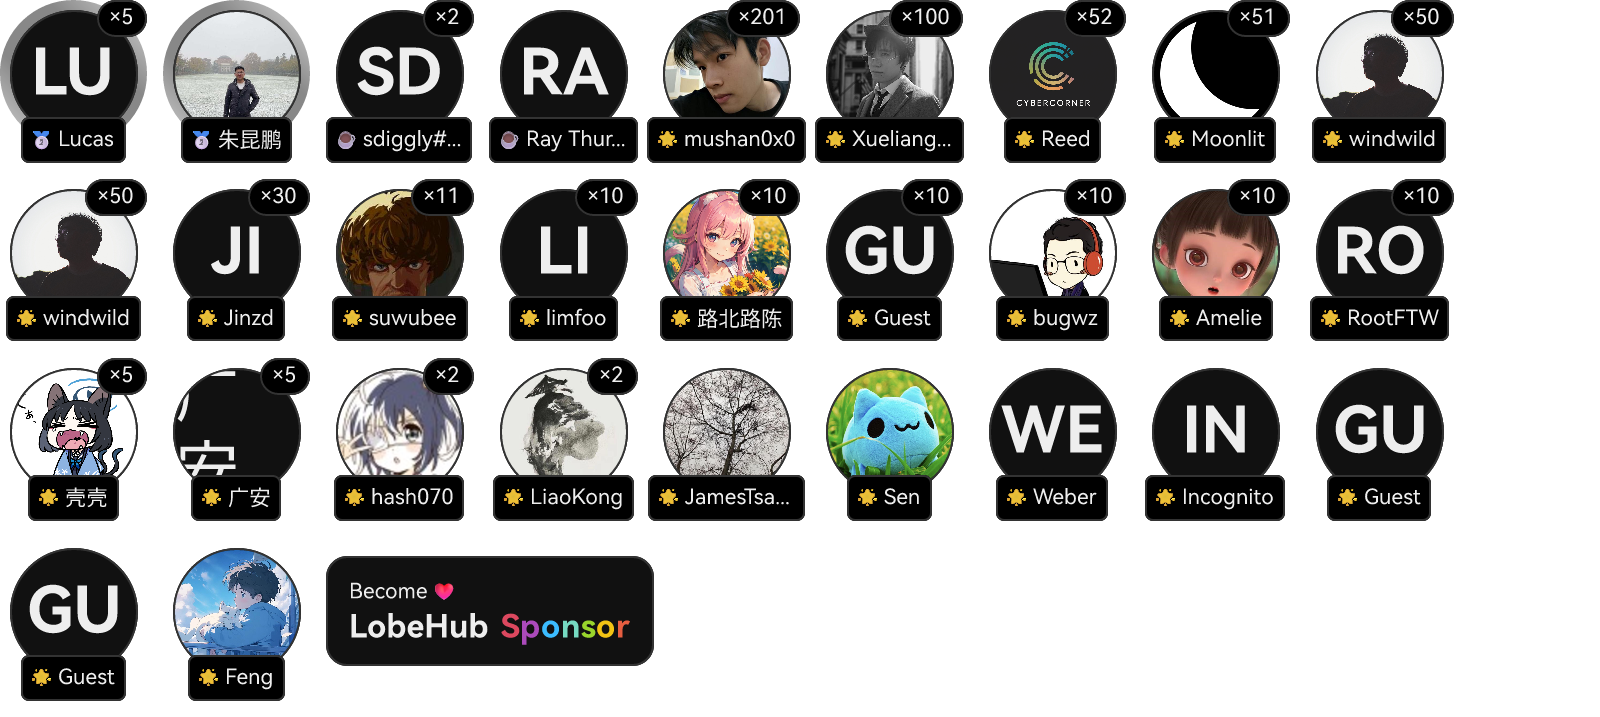 ×5
LU
Lucas
朱昆鹏
×2
SD
sdiggly#...
RA
Ray Thur...
×201
mushan0x0
×100
Xueliang...
×52
CYBERCORNER
Reed
×51
Moonlit
×50
windwild
×50
windwild
×30
JI
Jinzd
×11
suwubee
×10
LI
limfoo
×10
路北路陈
×10
GU
Guest
×10
bugwz
×10
Amelie
×10
RO
RootFTW
×5
壳壳
×5
广安
广安
×2
hash070
×2
LiaoKong
JamesTsa...
Sen
WE
Weber
IN
Incognito
GU
Guest
GU
Guest
Feng
Become
LobeHub Sponsor